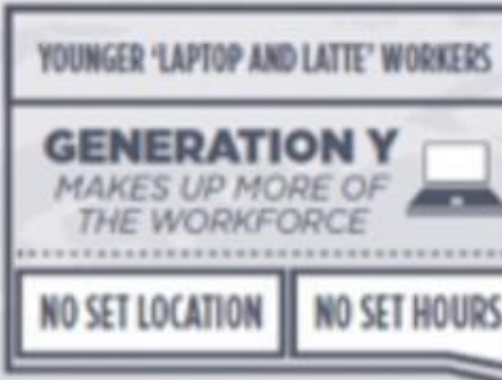 YOUNGER 'LAPTOP AND LATTE' WORKERS
GENERATION Y
MAKES UP MORE OF
THE WORKFORCE
NO SET LOCATION
NO SET HOURS